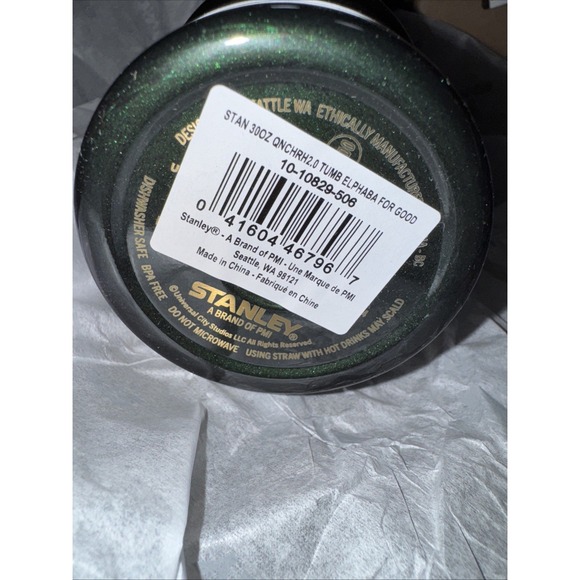 STAN 30OZ QNCHRH2.0 TUMB ELPHABA FOR GOOD
10-10829-506
0 41604 46796 7
Stanley® - A Brand of PMI - Une Marque de PMI
Seattle, WA 98121
Made in China - Fabriqué en Chine
WA ETHICALLY
DISHWASHER SAFE BPA FREE
STANLEY
A BRAND OF PMI
©Universal City Studios LLC All Rights Reserved.
DO NOT MICROWAVE USING STRAW WITH HOT DRINKS MAY SCALD